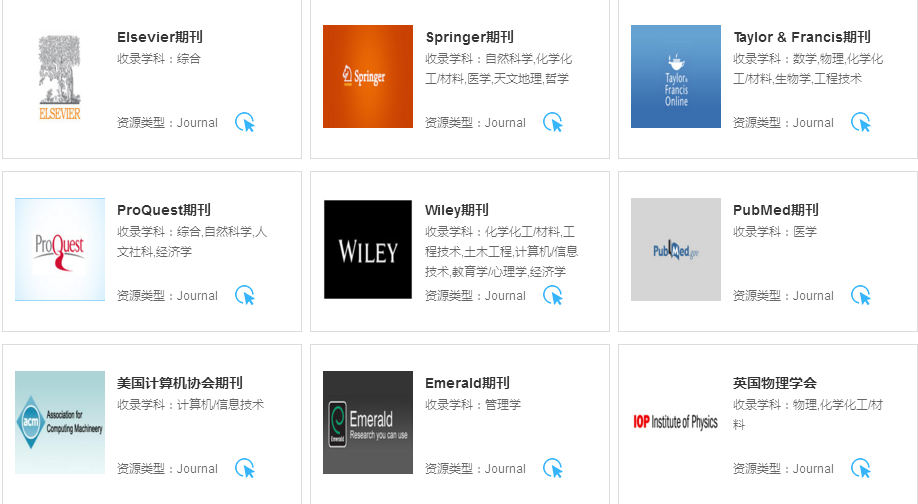 Elsevier期刊
收录学科：综合
ELSEVIER
资源类型：Journal
Springer期刊
收录学科：自然科学,化学化
工/材料,医学,天文地理,哲学
Springer
资源类型：Journal
Taylor & Francis期刊
收录学科：数学,物理,化学化
工/材料,生物学,工程技术
Taylor &
Francis
Online
资源类型：Journal
ProQuest期刊
收录学科：综合,自然科学,人
文社科,经济学
ProQuest
资源类型：Journal
Wiley期刊
收录学科：化学化工/材料,工
程技术,土木工程,计算机/信息
技术,教育学/心理学,经济学
WILEY
资源类型：Journal
PubMed期刊
收录学科：医学
PubMed.gov
资源类型：Journal
美国计算机协会期刊
收录学科：计算机/信息技术
acm
Association for
Computing Machineery
资源类型：Journal
Emerald期刊
收录学科：管理学
Emerald
Emerald
Research you can use
资源类型：Journal
英国物理学会
收录学科：物理,化学化工/材
料
IOP Institute of Physics
资源类型：Journal